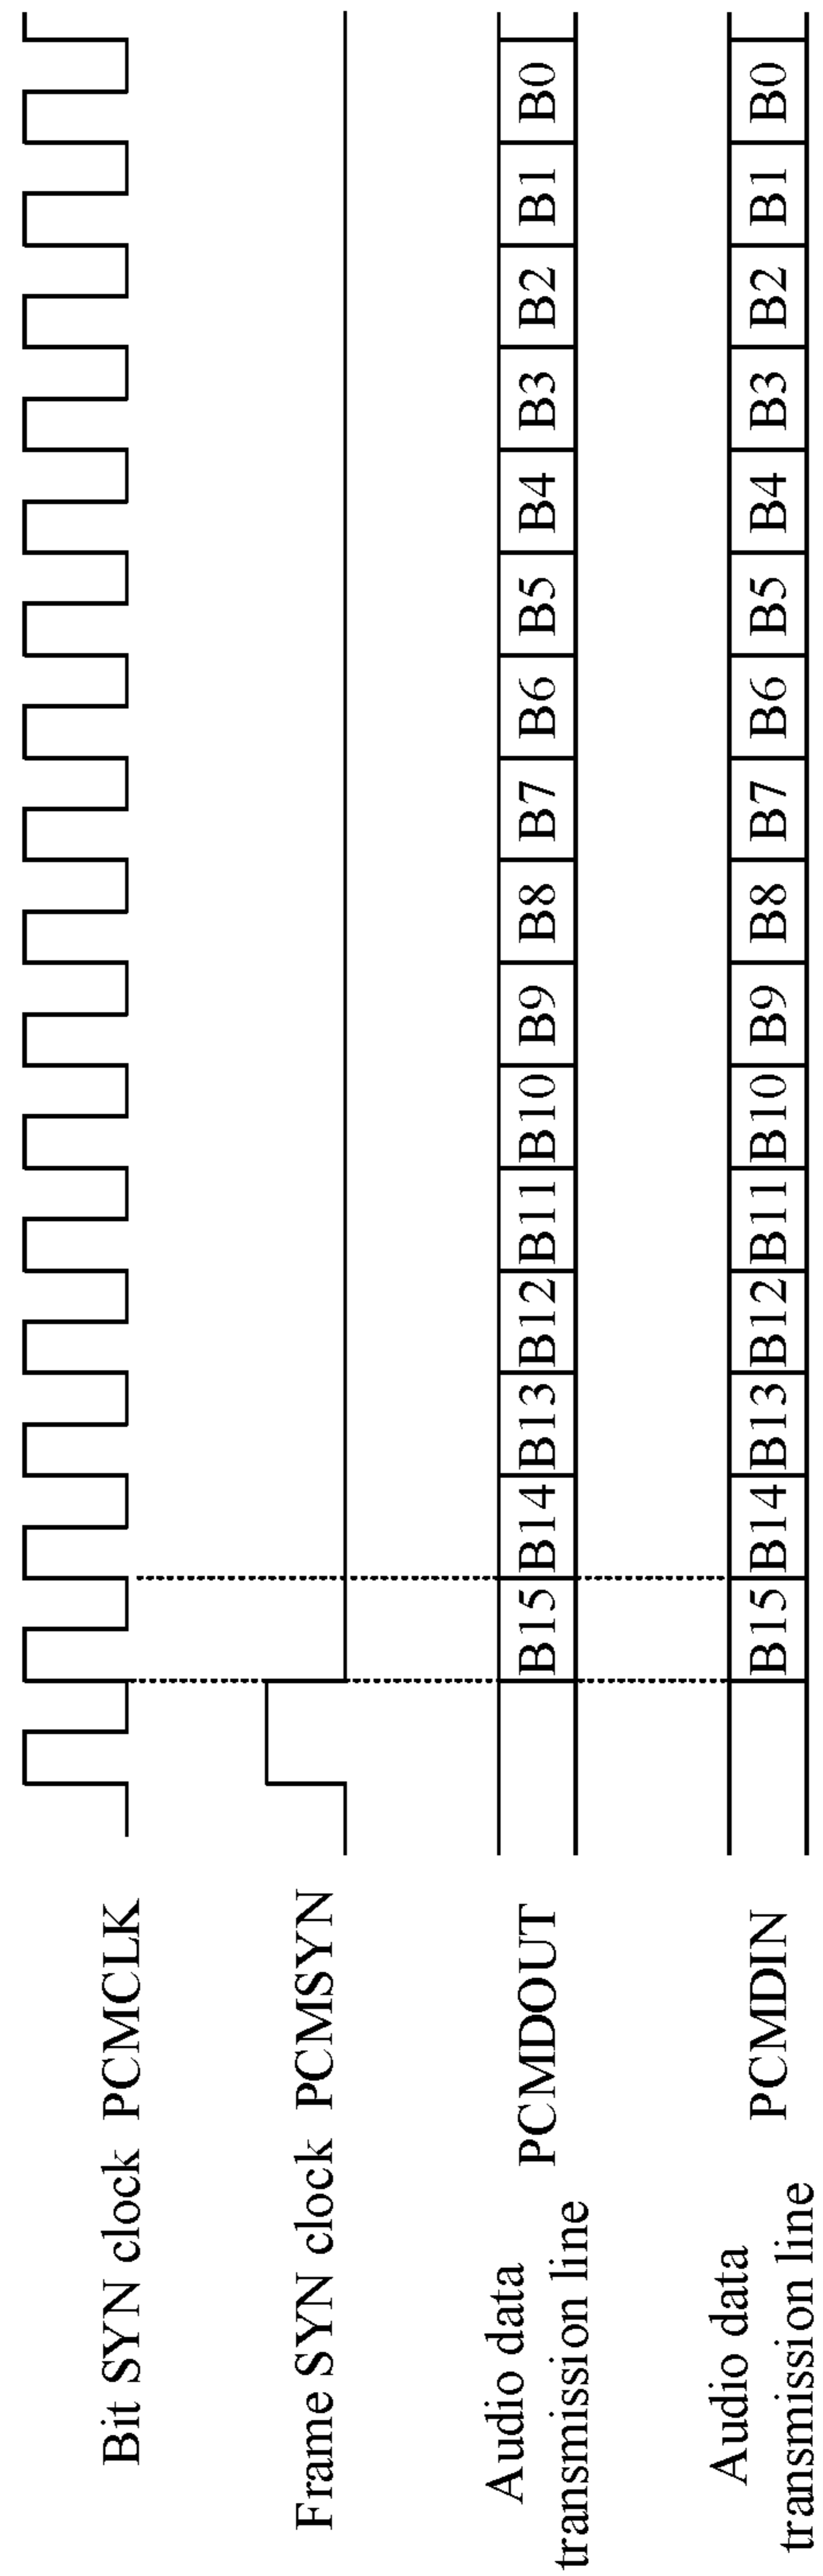 Bit SYN clock PCMCLK
Frame SYN clock PCMSYN
Audio data
transmission line
PCMDOUT
B15 B14 B13 B12 B11 B10 B9 B8 B7 B6 B5 B4 B3 B2 B1 B0
Audio data
transmission line
PCMDIN
B15 B14 B13 B12 B11 B10 B9 B8 B7 B6 B5 B4 B3 B2 B1 B0